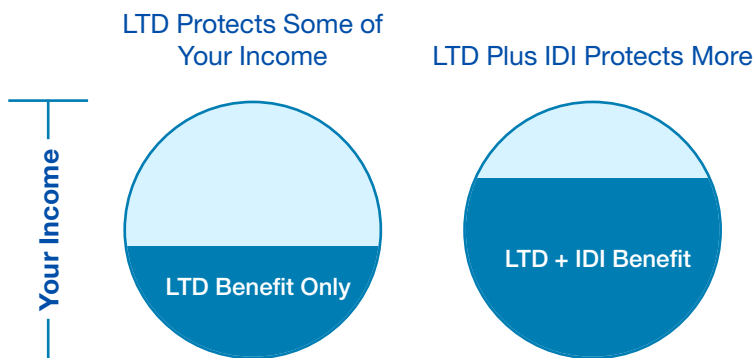 LTD Protects Some of
Your Income
LTD Plus IDI Protects More
Your Income
LTD Benefit Only
LTD + IDI Benefit